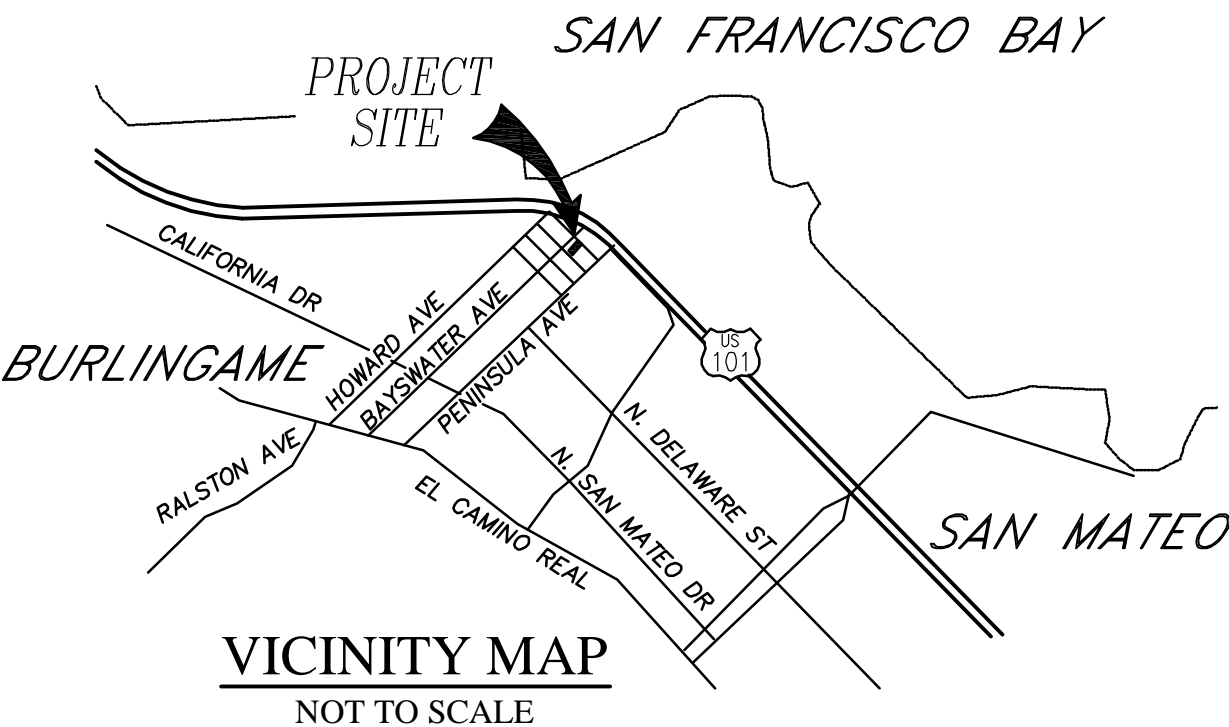 SAN FRANCISCO BAY
PROJECT
SITE
CALIFORNIA DR
HOWARD AVE
BAYSWATER AVE
PENINSULA AVE
US
101
BURLINGAME
RALSTON AVE
EL CAMINO REAL
N. SAN MATEO DR
N. DELAWARE ST
SAN MATEO
VICINITY MAP
NOT TO SCALE